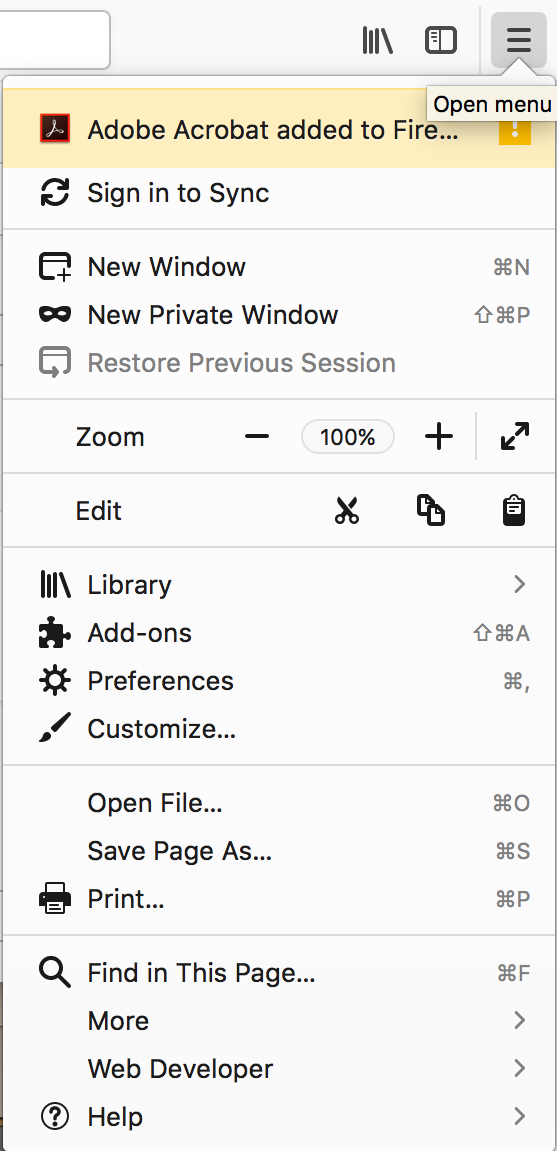 Open menu
Adobe Acrobat added to Fire...
Sign in to Sync
New Window ⌘N
New Private Window ⇧⌘P
Restore Previous Session
Zoom 100%
Edit
Library
Add-ons ⇧⌘A
Preferences ⌘,
Customize...
Open File... ⌘O
Save Page As... ⌘S
Print... ⌘P
Find in This Page... ⌘F
More
Web Developer
Help